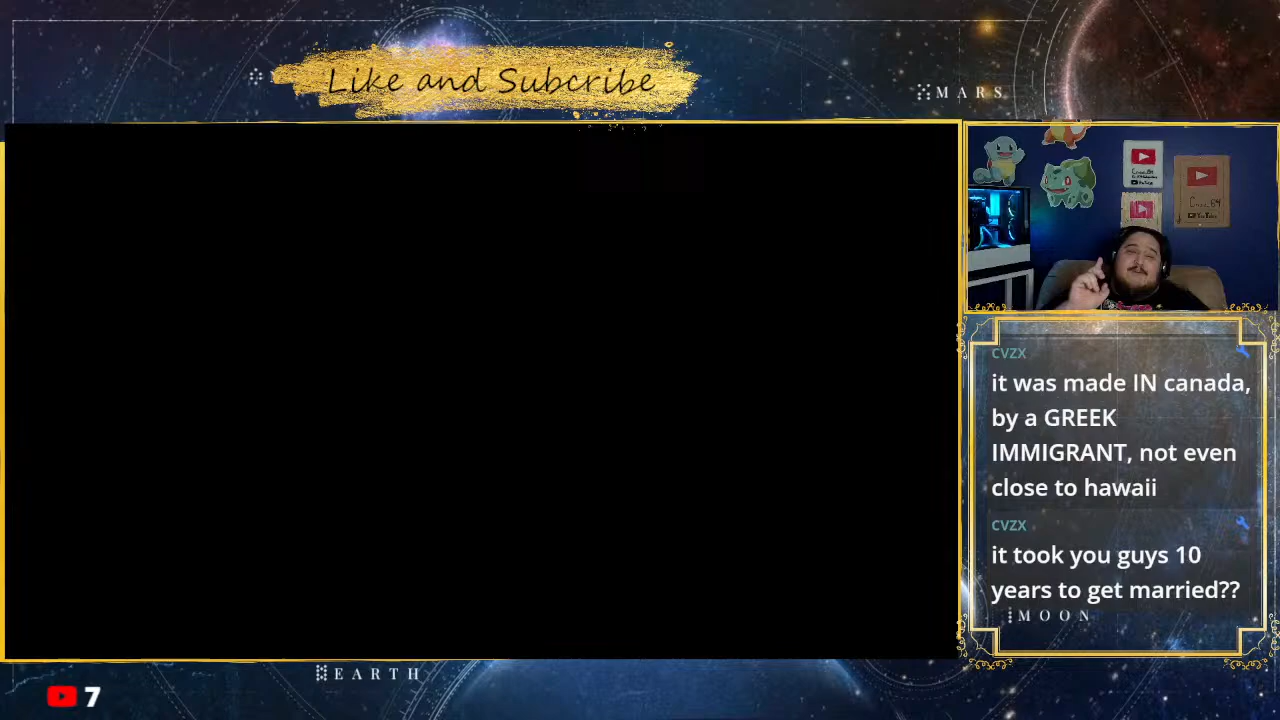 Like and Subcribe
MARS
CVZX
it was made IN canada,
by a GREEK
IMMIGRANT, not even
close to hawaii
CVZX
it took you guys 10
years to get married??
MOON
EARTH
7